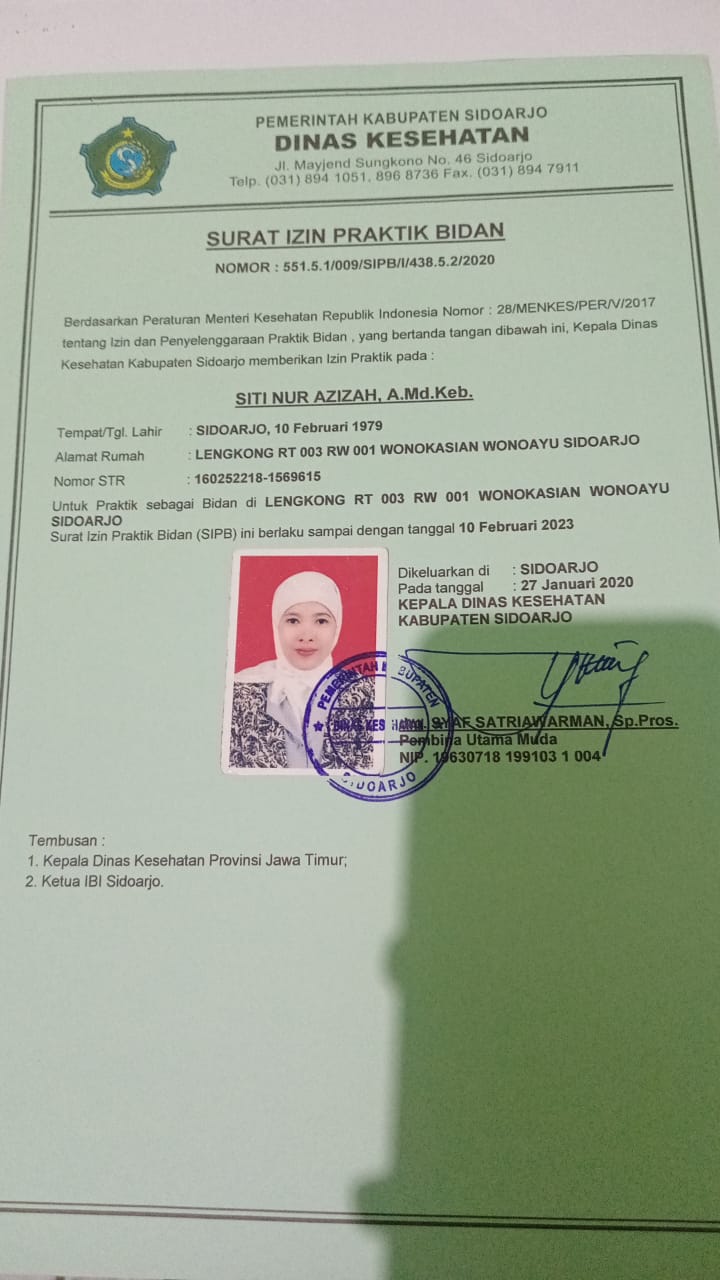 PEMERINTAH KABUPATEN SIDOARJO
DINAS KESEHATAN
Jl. Mayjend Sungkono No. 46 Sidoarjo
Telp. (031) 894 1051, 896 8736 Fax. (031) 894 7911
SURAT IZIN PRAKTIK BIDAN
NOMOR : 551.5.1/009/SIPB/I/438.5.2/2020
Berdasarkan Peraturan Menteri Kesehatan Republik Indonesia Nomor : 28/MENKES/PER/V/2017
tentang Izin dan Penyelenggaraan Praktik Bidan , yang bertanda tangan dibawah ini, Kepala Dinas
Kesehatan Kabupaten Sidoarjo memberikan Izin Praktik pada :
SITI NUR AZIZAH, A.Md.Keb.
Tempat/Tgl. Lahir : SIDOARJO, 10 Februari 1979
Alamat Rumah : LENGKONG RT 003 RW 001 WONOKASIAN WONOAYU SIDOARJO
Nomor STR : 160252218-1569615
Untuk Praktik sebagai Bidan di LENGKONG RT 003 RW 001 WONOKASIAN WONOAYU
SIDOARJO
Surat Izin Praktik Bidan (SIPB) ini berlaku sampai dengan tanggal 10 Februari 2023
Dikeluarkan di : SIDOARJO
Pada tanggal : 27 Januari 2020
KEPALA DINAS KESEHATAN
KABUPATEN SIDOARJO
PEMERINTAH KABUPATEN
DINAS KESEHATAN
SIDOARJO
SYAF SATRIAWARMAN, Sp.Pros.
Pembina Utama Muda
NIP. 19630718 199103 1 004
Tembusan :
1. Kepala Dinas Kesehatan Provinsi Jawa Timur;
2. Ketua IBI Sidoarjo.